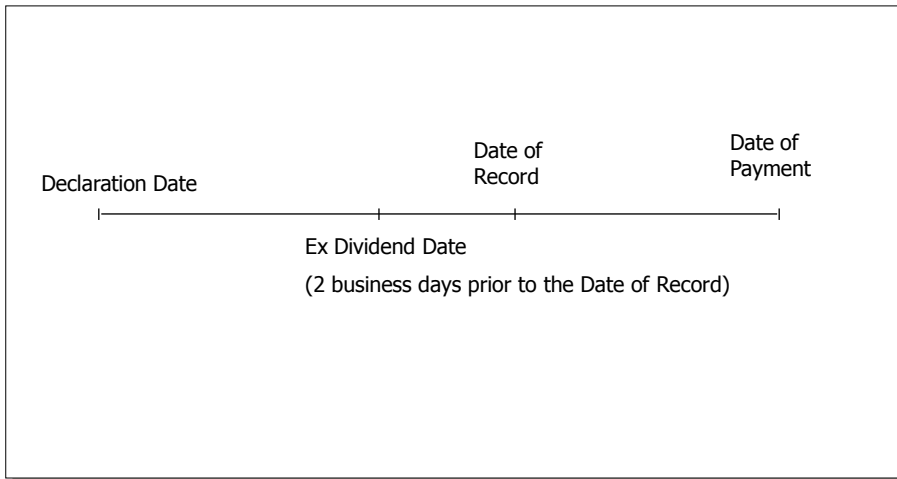 Declaration Date
Date of
Record
Date of
Payment
Ex Dividend Date
(2 business days prior to the Date of Record)